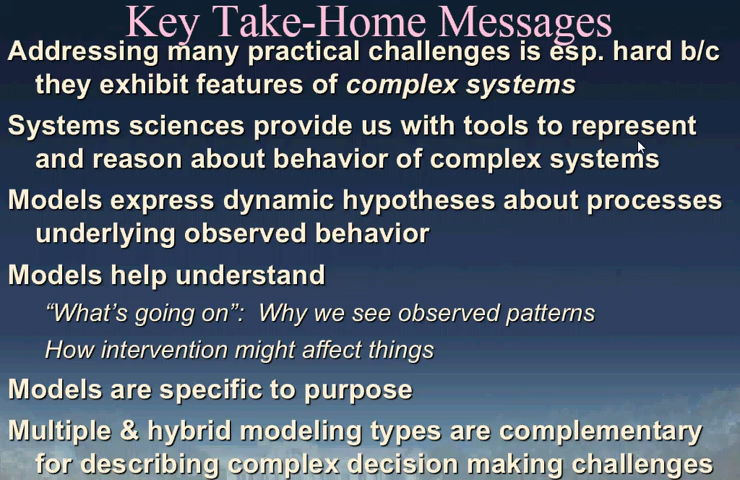 Key Take-Home Messages
Addressing many practical challenges is esp. hard b/c
they exhibit features of complex systems
Systems sciences provide us with tools to represent
and reason about behavior of complex systems
Models express dynamic hypotheses about processes
underlying observed behavior
Models help understand
“What’s going on”: Why we see observed patterns
How intervention might affect things
Models are specific to purpose
Multiple & hybrid modeling types are complementary
for describing complex decision making challenges